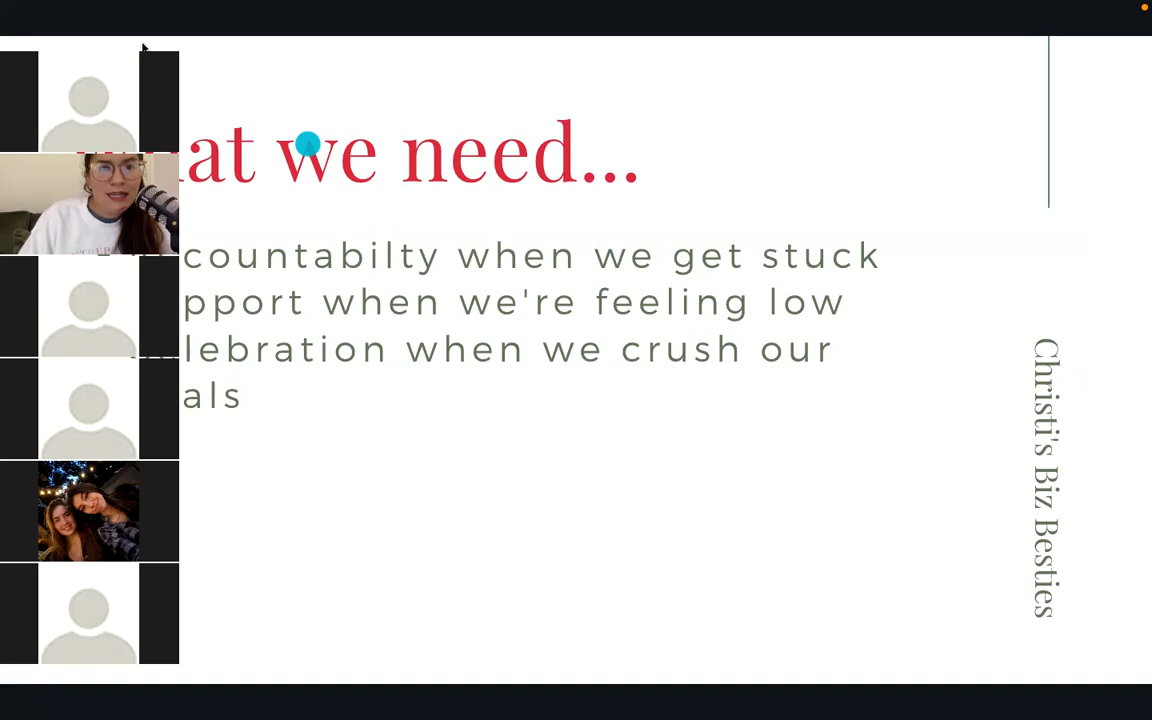 at we need...
countabilty when we get stuck
pport when we're feeling low
lebration when we crush our
als
Christi's Biz Besties